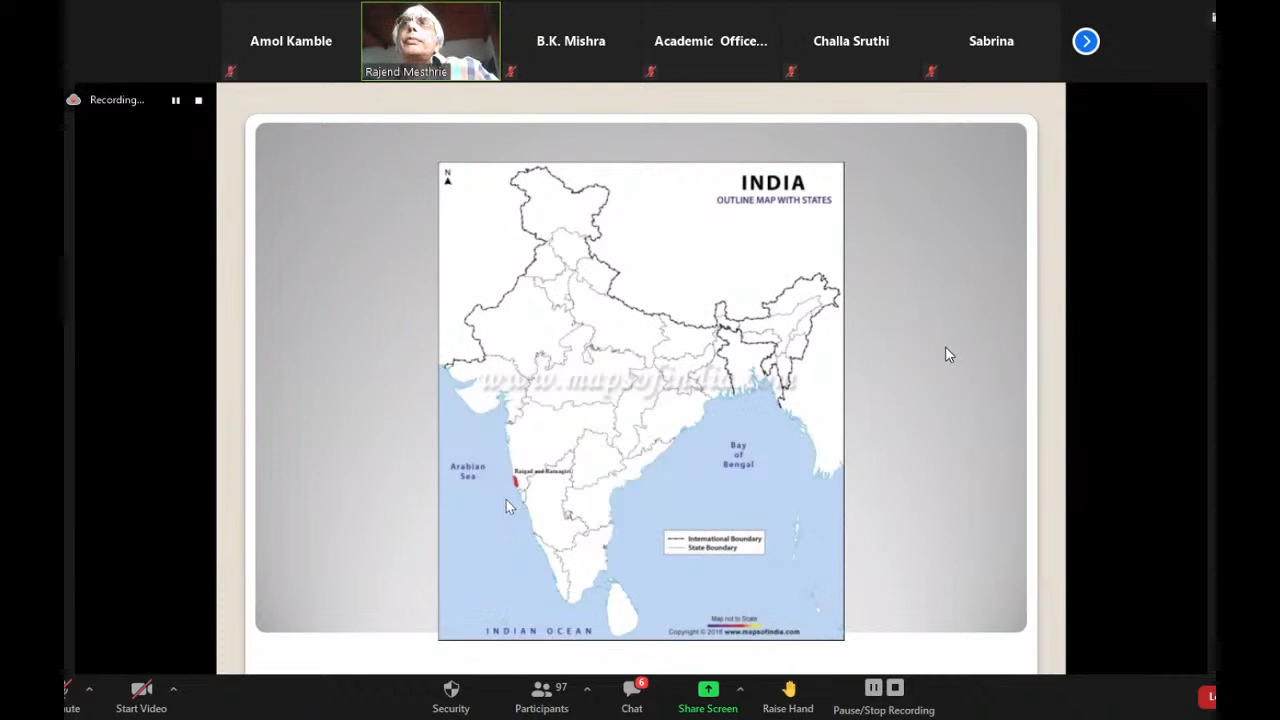 Amol Kamble
Rajend Mesthrie
B.K. Mishra
Academic Office...
Challa Sruthi
Sabrina
Recording...
N
INDIA
OUTLINE MAP WITH STATES
www.mapsofindia.com
Arabian
Sea
Raigad and Ratnagiri
Bay
of
Bengal
International Boundary
State Boundary
Map not to Scale
Copyright © 2016 www.mapsofindia.com
INDIAN OCEAN
ute
Start Video
Security
97
Participants
6
Chat
Share Screen
Raise Hand
Pause/Stop Recording